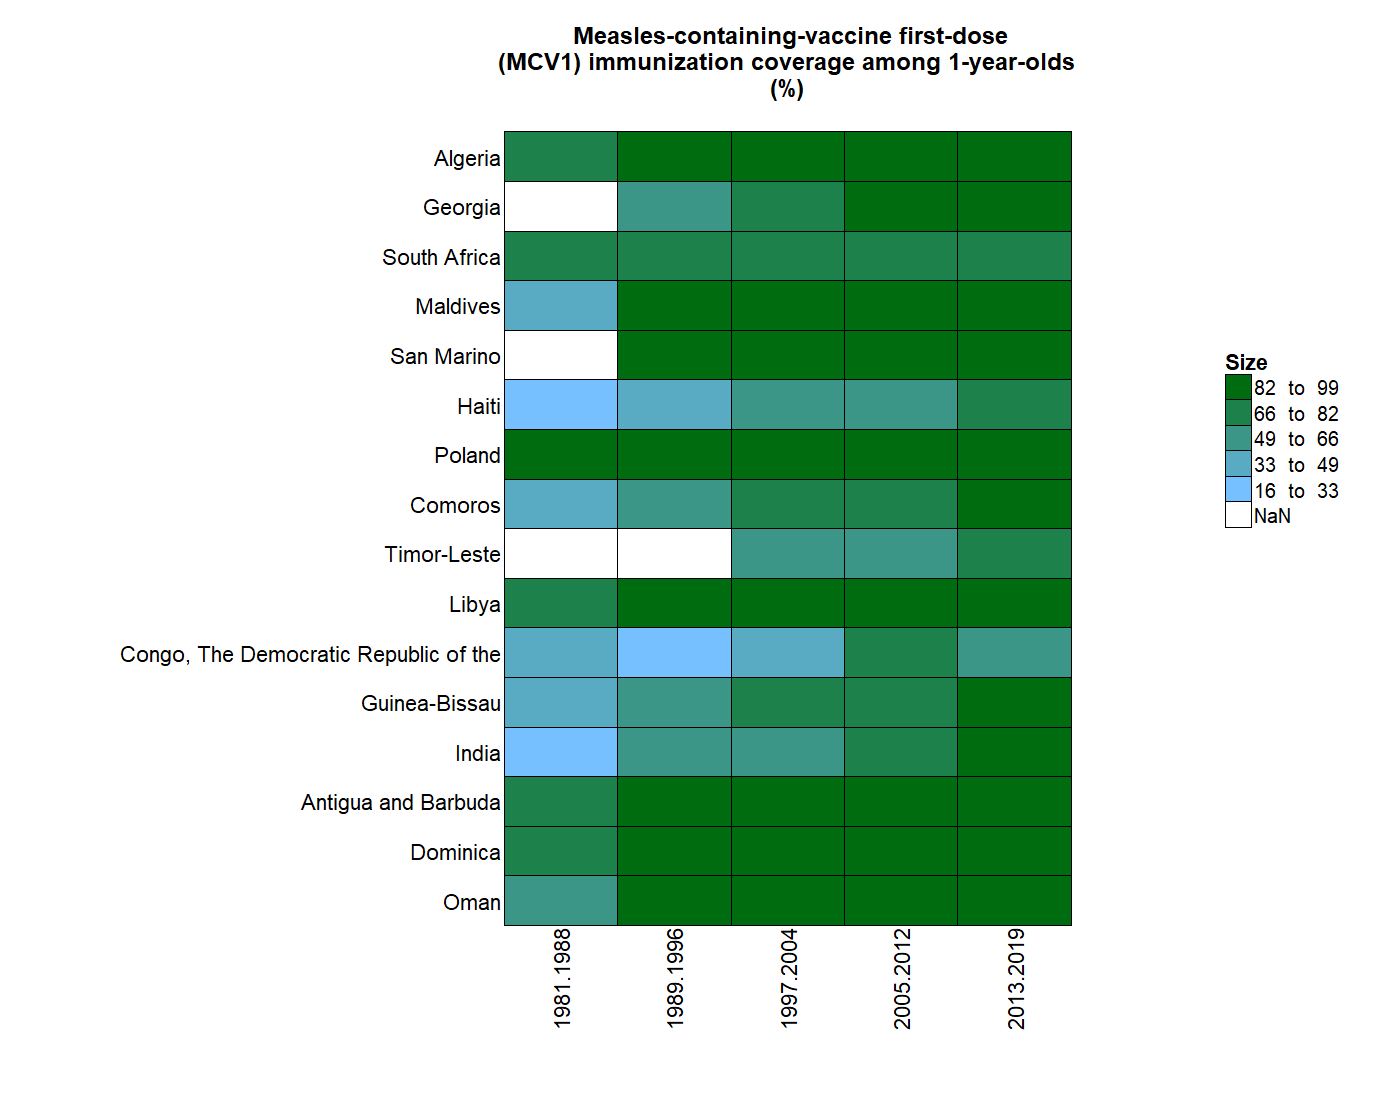 Measles-containing-vaccine first-dose
(MCV1) immunization coverage among 1-year-olds
(%)
Algeria
Georgia
South Africa
Maldives
San Marino
Haiti
Poland
Comoros
Timor-Leste
Libya
Congo, The Democratic Republic of the
Guinea-Bissau
India
Antigua and Barbuda
Dominica
Oman
1981.1988
1989.1996
1997.2004
2005.2012
2013.2019
Size
82 to 99
66 to 82
49 to 66
33 to 49
16 to 33
NaN